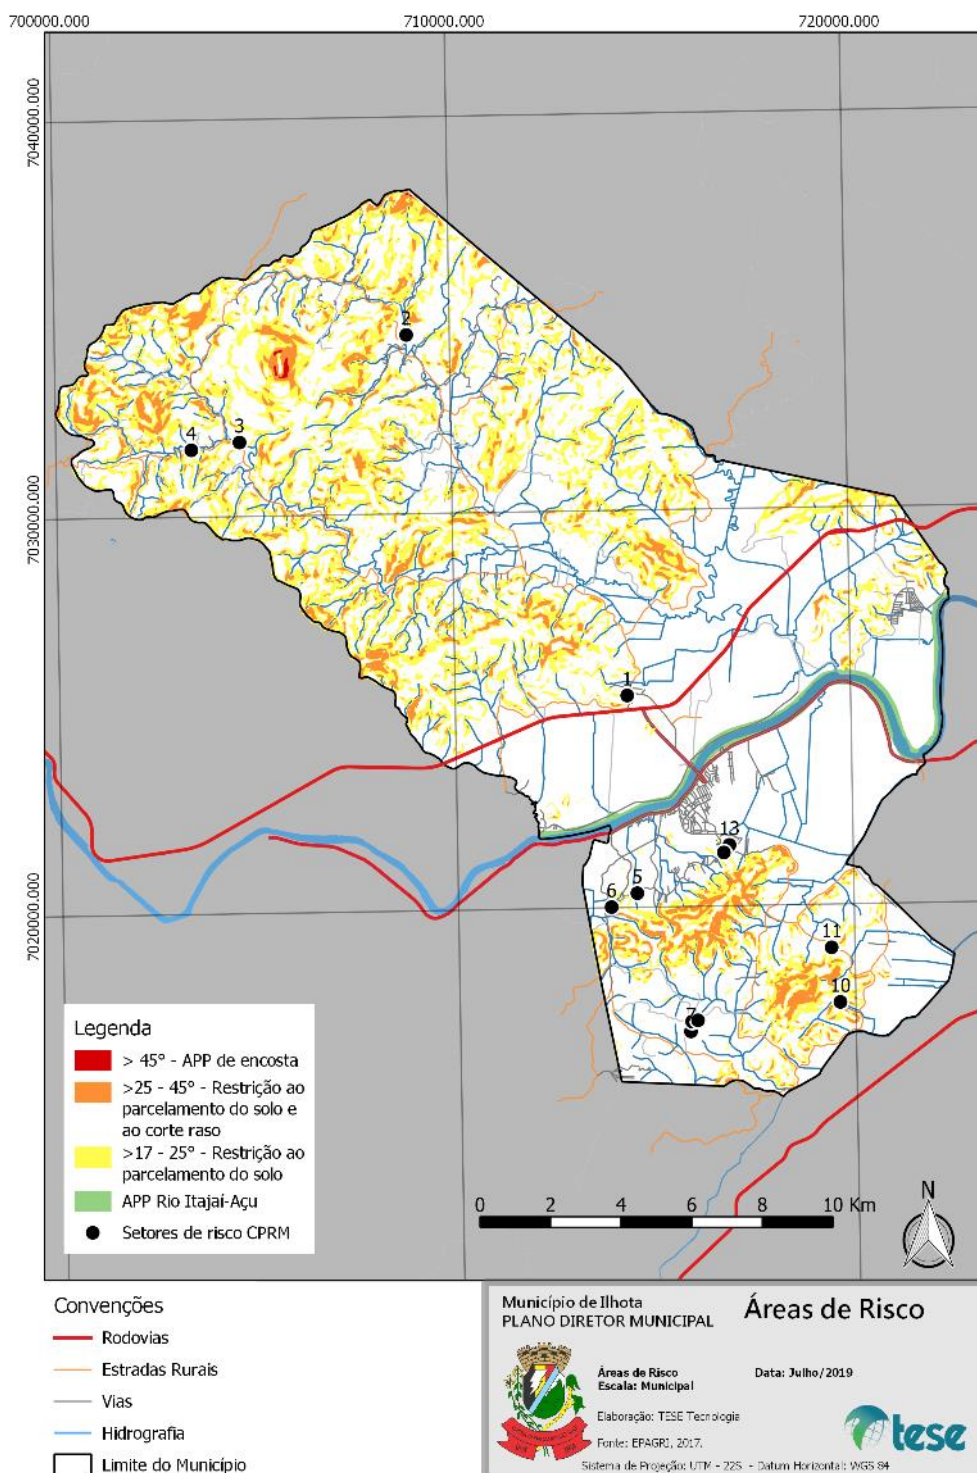 700000.000
710000.000
720000.000
7040000.000
7030000.000
7020000.000
2
1
3
4
1
13
5
6
11
10
7
Legenda
> 45° - APP de encosta
>25 - 45° - Restrição ao
parcelamento do solo e
ao corte raso
>17 - 25° - Restrição ao
parcelamento do solo
APP Rio Itajaí-Açu
Setores de risco CPRM
0 2 4 6 8 10 Km
N
Convenções
Rodovias
Estradas Rurais
Vias
Hidrografia
Limite do Município
Município de Ilhota
PLANO DIRETOR MUNICIPAL
Áreas de Risco
Áreas de Risco
Escala: Municipal
Data: Julho/2019
Elaboração: TESE Tecnologia
Fonte: EPAGRI, 2017.
tese
Sistema de Projeção: UTM - 22S - Datum Horizontal: WGS 84